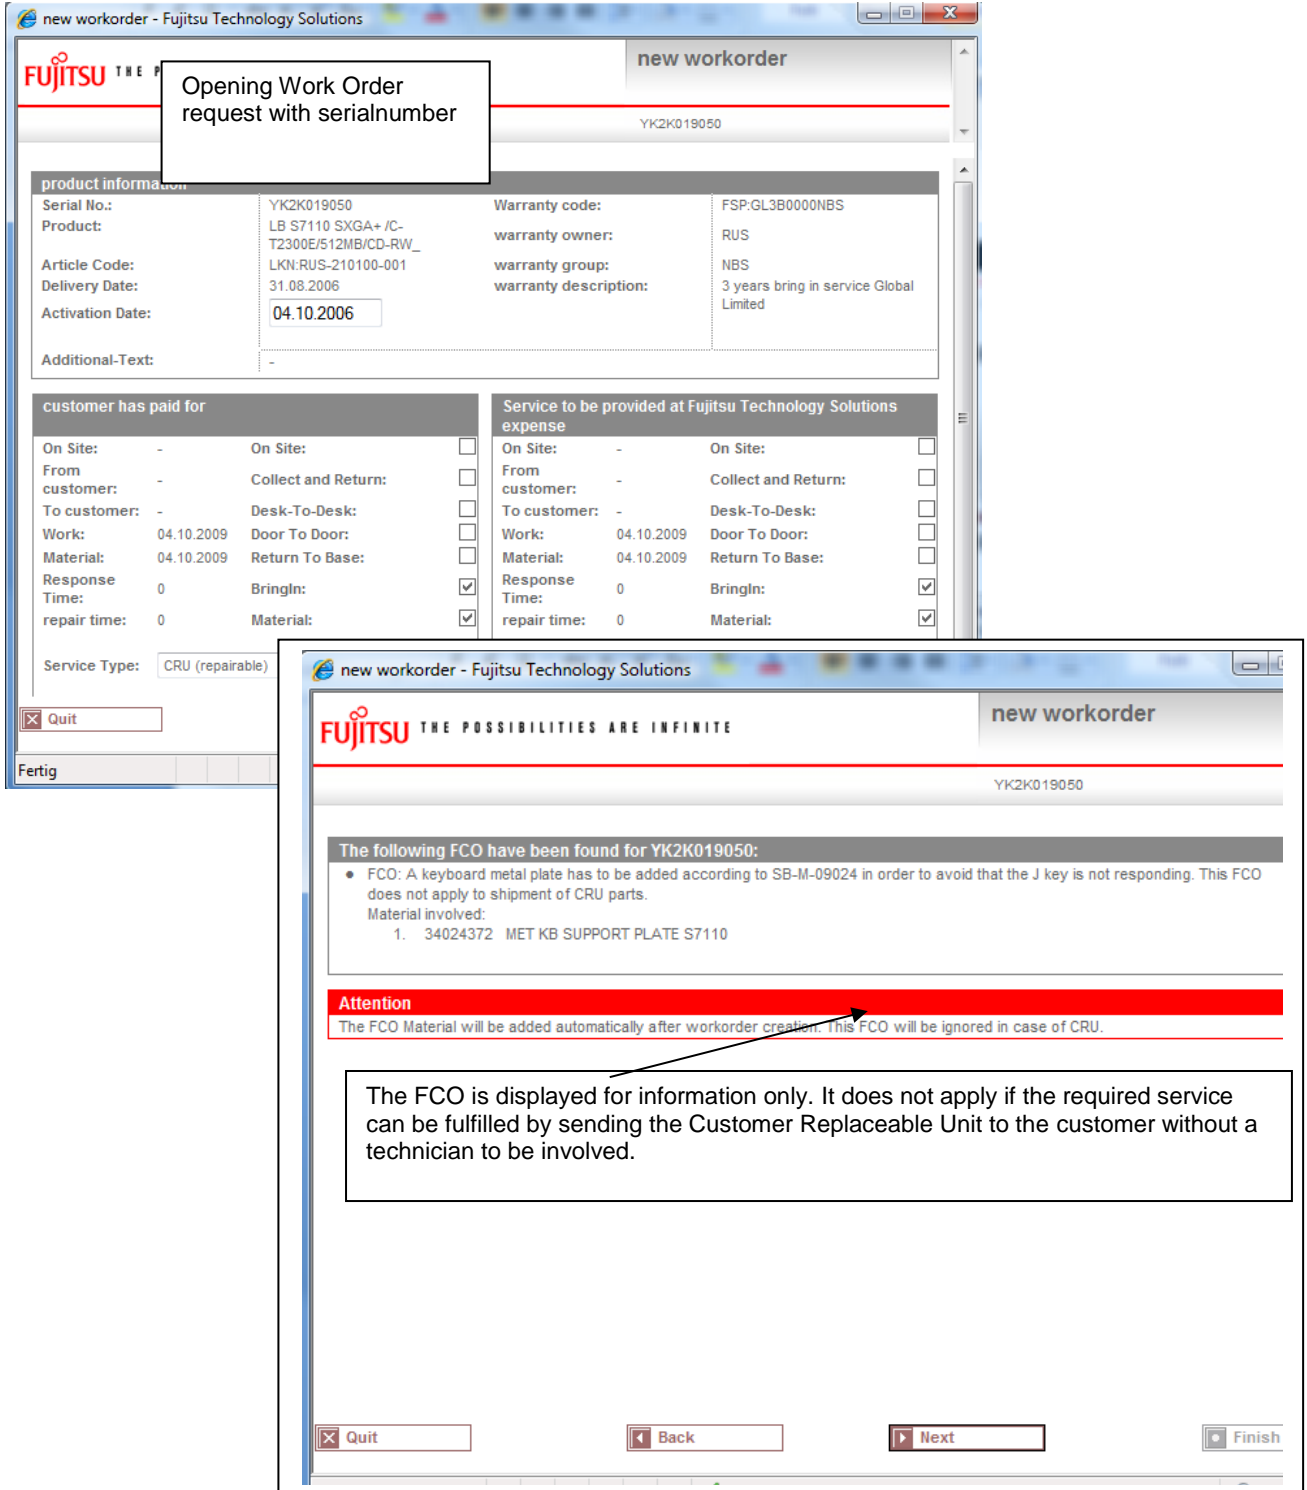 new workorder - Fujitsu Technology Solutions
FUJITSU THE P
new workorder
Opening Work Order
request with serialnumber
YK2K019050
product information
Serial No.: YK2K019050 Warranty code: FSP:GL3B0000NBS
Product: LB S7110 SXGA+ /C-
T2300E/512MB/CD-RW_
warranty owner: RUS
Article Code: LKN:RUS-210100-001 warranty group: NBS
Delivery Date: 31.08.2006 warranty description: 3 years bring in service Global
Limited
Activation Date: 04.10.2006
Additional-Text: -
customer has paid for
On Site: - On Site:
From
customer: - Collect and Return:
To customer: - Desk-To-Desk:
Work: 04.10.2009 Door To Door:
Material: 04.10.2009 Return To Base:
Response
Time: 0 BringIn:
repair time: 0 Material:
Service to be provided at Fujitsu Technology Solutions
expense
On Site: - On Site:
From
customer: - Collect and Return:
To customer: - Desk-To-Desk:
Work: 04.10.2009 Door To Door:
Material: 04.10.2009 Return To Base:
Response
Time: 0 BringIn:
repair time: 0 Material:
Service Type: CRU (repairable)
Quit
Fertig
new workorder - Fujitsu Technology Solutions
FUJITSU THE POSSIBILITIES ARE INFINITE
new workorder
YK2K019050
The following FCO have been found for YK2K019050:
• FCO: A keyboard metal plate has to be added according to SB-M-09024 in order to avoid that the J key is not responding. This FCO
does not apply to shipment of CRU parts.
Material involved:
1. 34024372 MET KB SUPPORT PLATE S7110
Attention
The FCO Material will be added automatically after workorder creation. This FCO will be ignored in case of CRU.
The FCO is displayed for information only. It does not apply if the required service
can be fulfilled by sending the Customer Replaceable Unit to the customer without a
technician to be involved.
Quit Back Next Finish